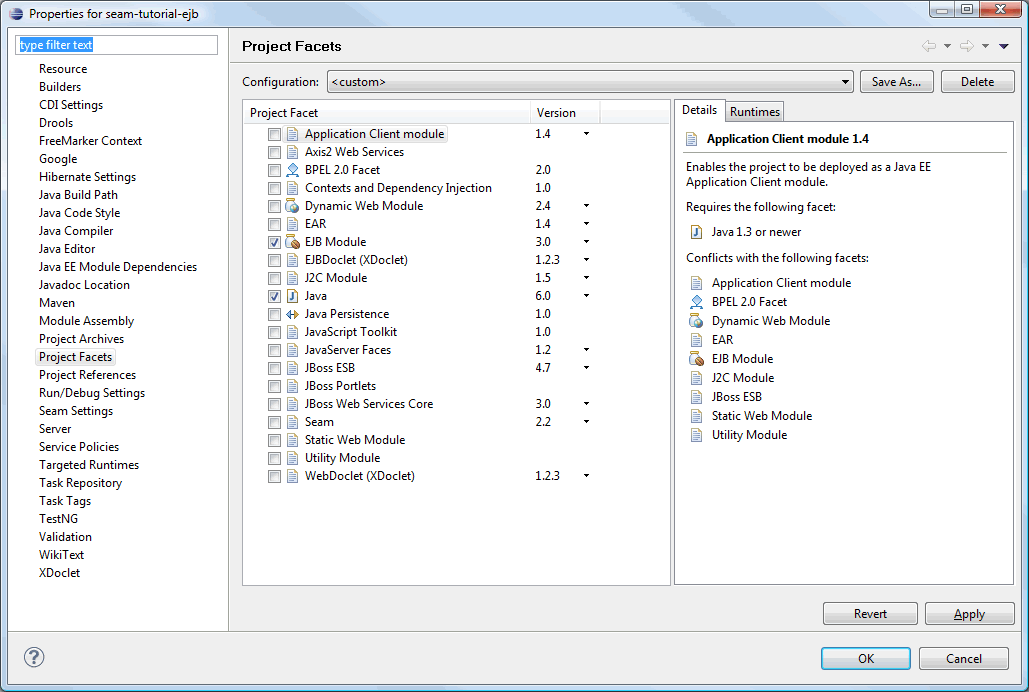 Properties for seam-tutorial-ejb
type filter text
Resource
Builders
CDI Settings
Drools
FreeMarker Context
Google
Hibernate Settings
Java Build Path
Java Code Style
Java Compiler
Java Editor
Java EE Module Dependencies
Javadoc Location
Maven
Module Assembly
Project Archives
Project Facets
Project References
Run/Debug Settings
Seam Settings
Server
Service Policies
Targeted Runtimes
Task Repository
Task Tags
TestNG
Validation
WikiText
XDoclet
Project Facets
Configuration: <custom> Save As... Delete
Project Facet Version
Application Client module 1.4
Axis2 Web Services
BPEL 2.0 Facet 2.0
Contexts and Dependency Injection 1.0
Dynamic Web Module 2.4
EAR 1.4
EJB Module 3.0
EJBDoclet (XDoclet) 1.2.3
J2C Module 1.5
Java 6.0
Java Persistence 1.0
JavaScript Toolkit 1.0
JavaServer Faces 1.2
JBoss ESB 4.7
JBoss Portlets
JBoss Web Services Core 3.0
Seam 2.2
Static Web Module
Utility Module
WebDoclet (XDoclet) 1.2.3
Details Runtimes
Application Client module 1.4
Enables the project to be deployed as a Java EE
Application Client module.
Requires the following facet:
Java 1.3 or newer
Conflicts with the following facets:
Application Client module
BPEL 2.0 Facet
Dynamic Web Module
EAR
EJB Module
J2C Module
JBoss ESB
Static Web Module
Utility Module
Revert Apply
? OK Cancel